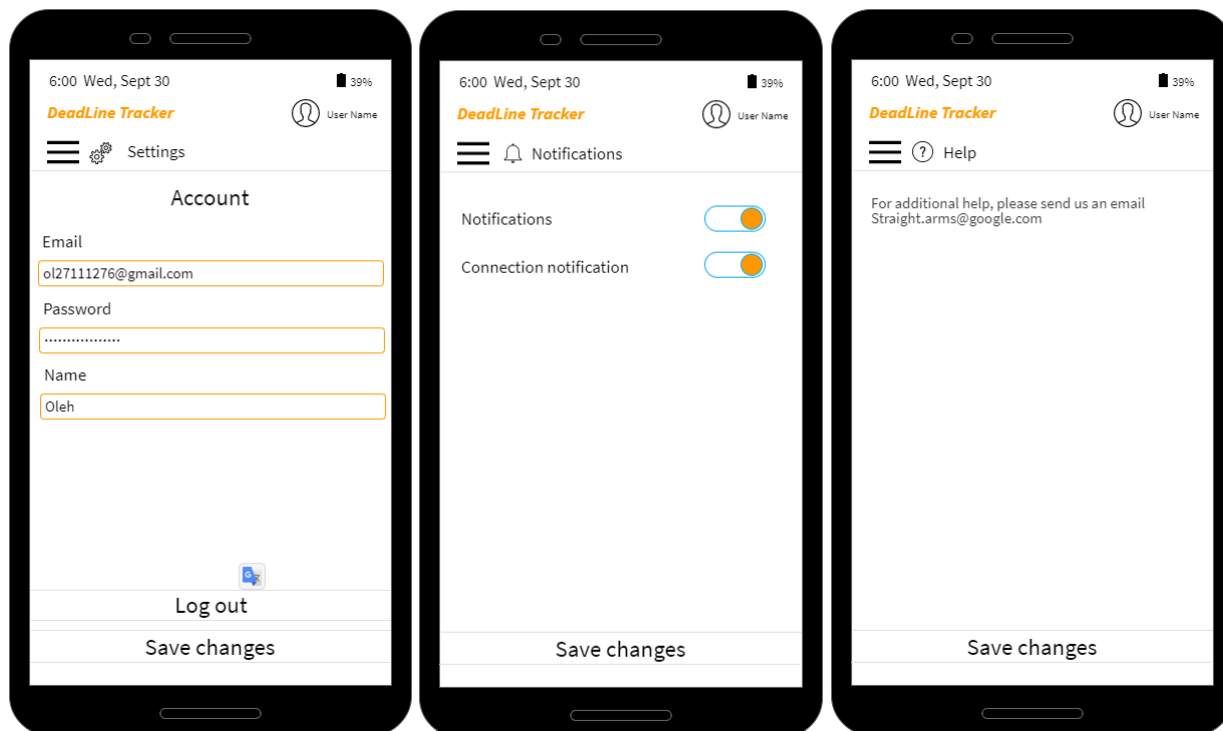 6:00 Wed, Sept 30 39%
DeadLine Tracker User Name
Settings
Account
Email
ol27111276@gmail.com
Password
·················
Name
Oleh
G
Log out
Save changes
6:00 Wed, Sept 30 39%
DeadLine Tracker User Name
Notifications
Notifications
Connection notification
Save changes
6:00 Wed, Sept 30 39%
DeadLine Tracker User Name
? Help
For additional help, please send us an email
Straight.arms@google.com
Save changes